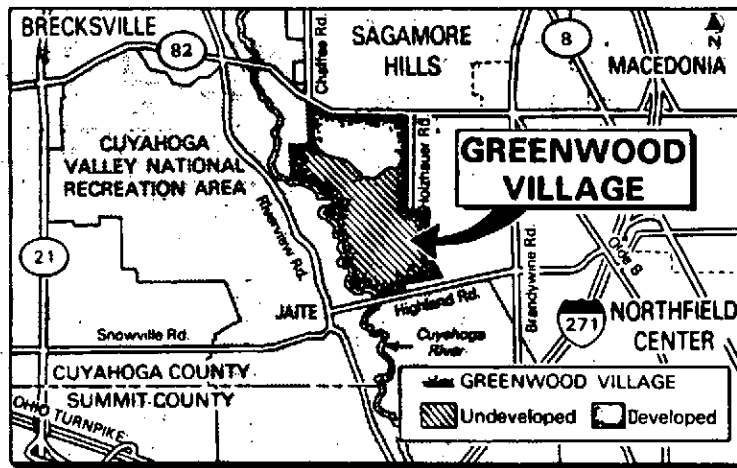 BRECKSVILLE
82
Chaffee Rd.
SAGAMORE
HILLS
8
N
MACEDONIA
CUYAHOGA
VALLEY NATIONAL
RECREATION AREA
Holzhauer Rd.
GREENWOOD
VILLAGE
Riverview Rd.
21
Olde 8
JAITE
Highland Rd.
Brandywine Rd.
271
NORTHFIELD
CENTER
Snowville Rd.
Cuyahoga
River
CUYAHOGA COUNTY
SUMMIT COUNTY
OHIO TURNPIKE
GREENWOOD VILLAGE
Undeveloped
Developed